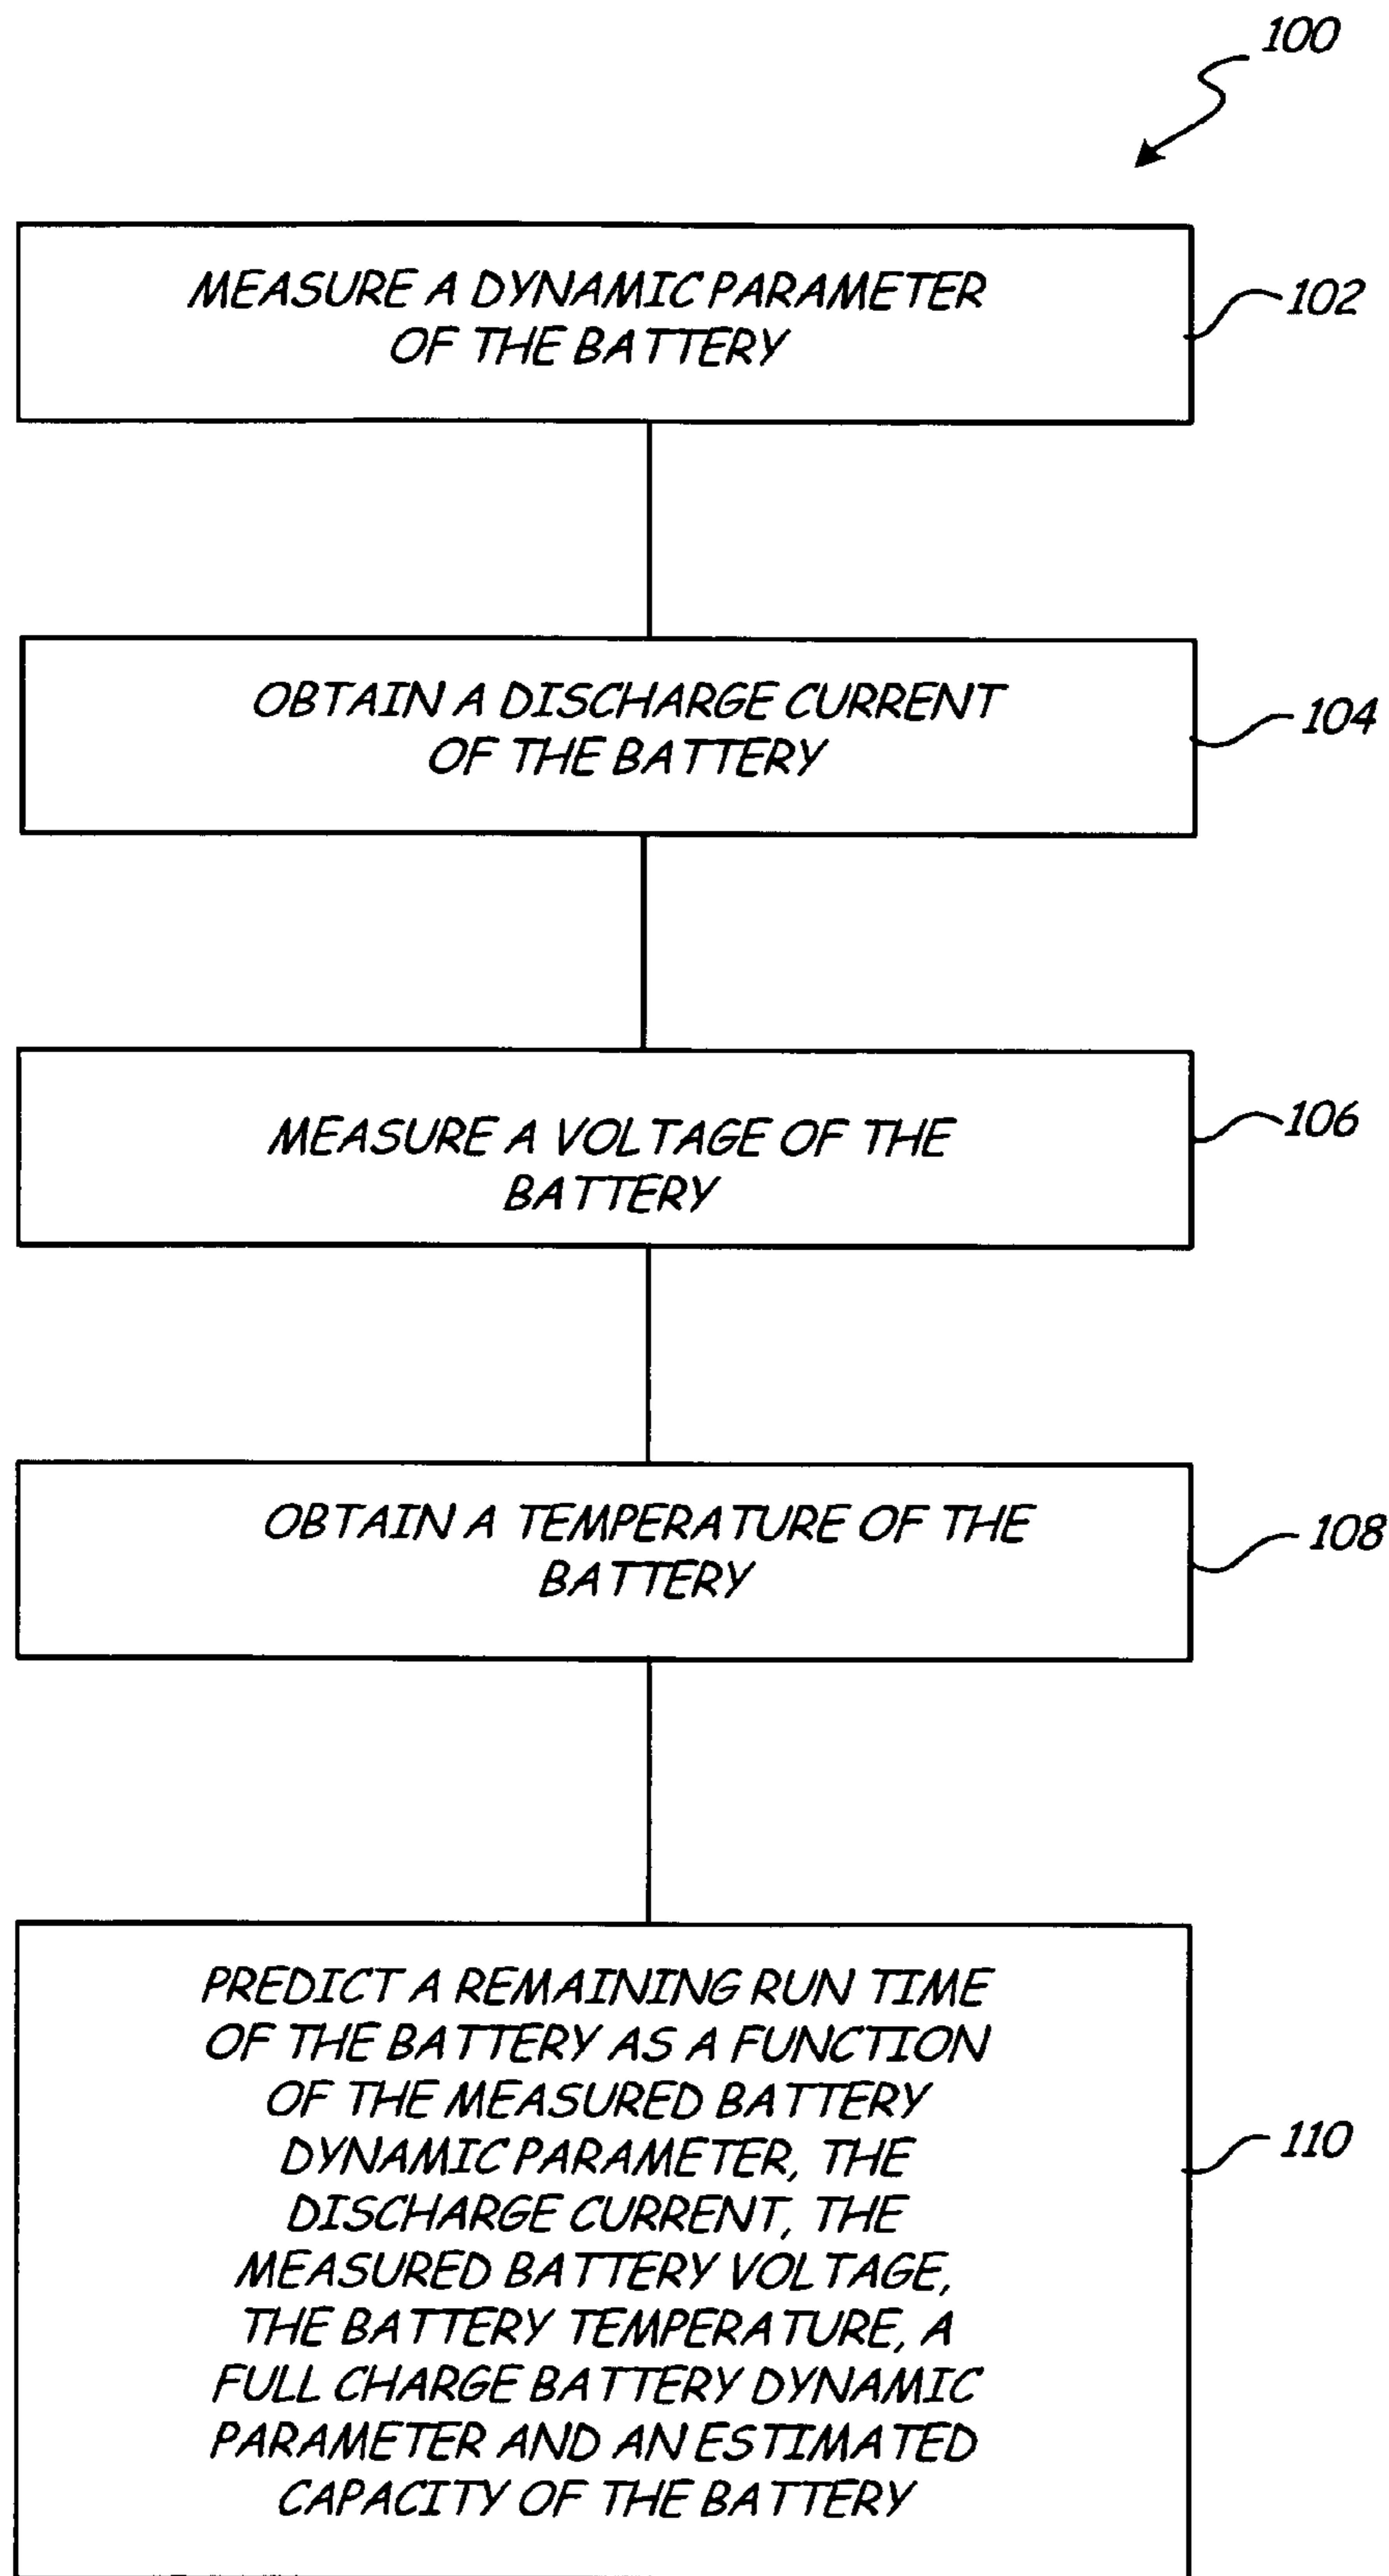 100
MEASURE A DYNAMIC PARAMETER
OF THE BATTERY
102
OBTAIN A DISCHARGE CURRENT
OF THE BATTERY
104
MEASURE A VOLTAGE OF THE
BATTERY
106
OBTAIN A TEMPERATURE OF THE
BATTERY
108
PREDICT A REMAINING RUN TIME
OF THE BATTERY AS A FUNCTION
OF THE MEASURED BATTERY
DYNAMIC PARAMETER, THE
DISCHARGE CURRENT, THE
MEASURED BATTERY VOLTAGE,
THE BATTERY TEMPERATURE, A
FULL CHARGE BATTERY DYNAMIC
PARAMETER AND AN ESTIMATED
CAPACITY OF THE BATTERY
110